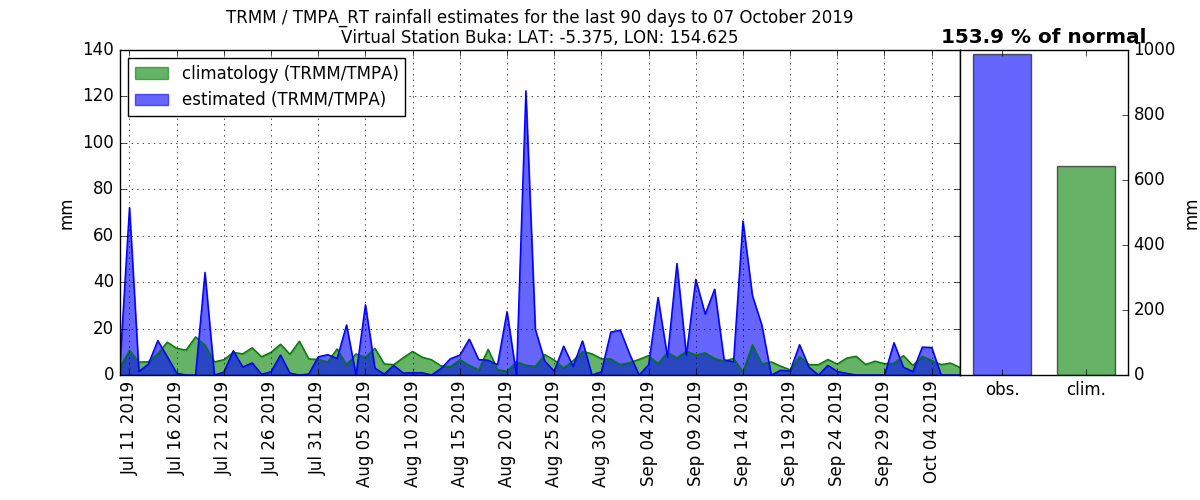 TRMM / TMPA_RT rainfall estimates for the last 90 days to 07 October 2019
Virtual Station Buka: LAT: -5.375, LON: 154.625
153.9 % of normal
climatology (TRMM/TMPA)
estimated (TRMM/TMPA)
mm
140
120
100
80
60
40
20
0
Jul 11 2019
Jul 16 2019
Jul 21 2019
Jul 26 2019
Jul 31 2019
Aug 05 2019
Aug 10 2019
Aug 15 2019
Aug 20 2019
Aug 25 2019
Aug 30 2019
Sep 04 2019
Sep 09 2019
Sep 14 2019
Sep 19 2019
Sep 24 2019
Sep 29 2019
Oct 04 2019
obs.
clim.
1000
800
600
400
200
0
mm